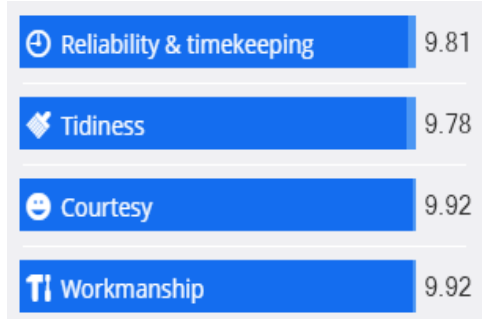 Reliability & timekeeping 9.81
Tidiness 9.78
Courtesy 9.92
Workmanship 9.92